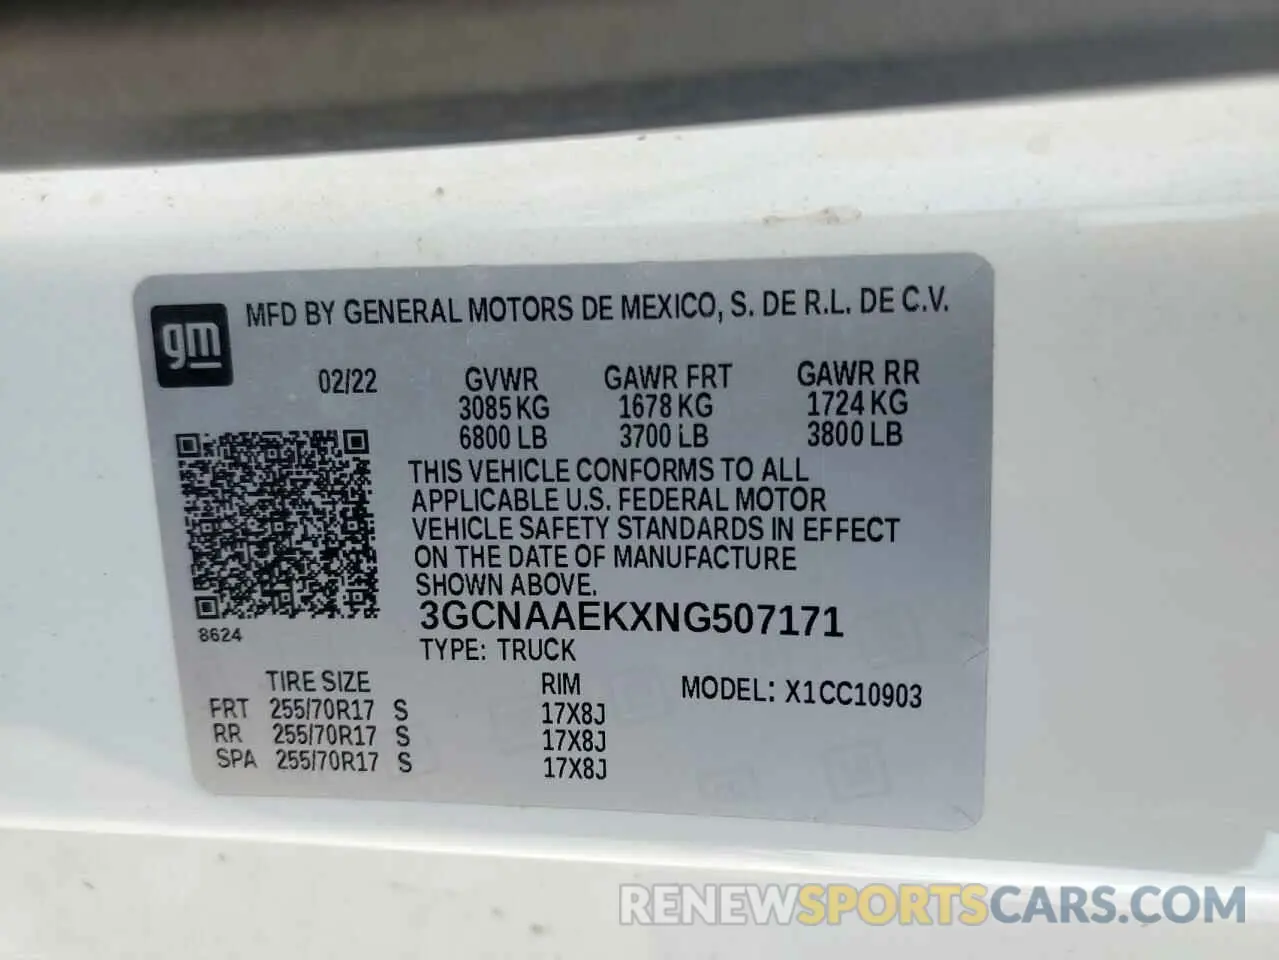 gm
MFD BY GENERAL MOTORS DE MEXICO, S. DE R.L. DE C.V.
02/22 GVWR GAWR FRT GAWR RR
3085 KG 1678 KG 1724 KG
6800 LB 3700 LB 3800 LB
THIS VEHICLE CONFORMS TO ALL
APPLICABLE U.S. FEDERAL MOTOR
VEHICLE SAFETY STANDARDS IN EFFECT
ON THE DATE OF MANUFACTURE
SHOWN ABOVE.
3GCNAAEKXNG507171
8624
TYPE: TRUCK
TIRE SIZE RIM MODEL: X1CC10903
FRT 255/70R17 S 17X8J
RR 255/70R17 S 17X8J
SPA 255/70R17 S 17X8J
RENEWSPORTSCARS.COM